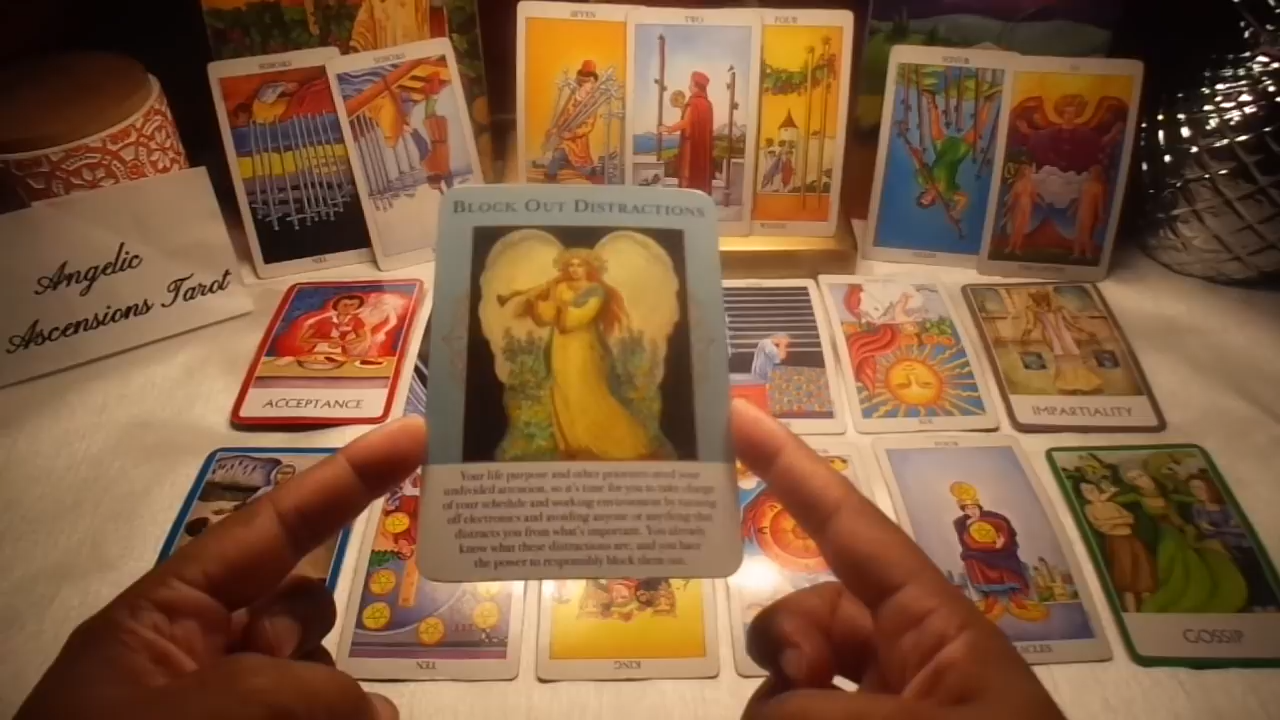 SEVEN
TWO
FOUR
TEN
BLOCK OUT DISTRACTIONS
Angelic
Ascensions Tarot
ACCEPTANCE
IMPARTIALITY
XIX
Your life purpose and other priorities need your
undivided attention, so it's time for you to take charge
of your schedule and working environment by turning
off electronics and avoiding anyone or anything that
distracts you from what's important. You already
know what these distractions are, and you have
the power to responsibly block them out.
FOUR
TEN
KING
GOSSIP